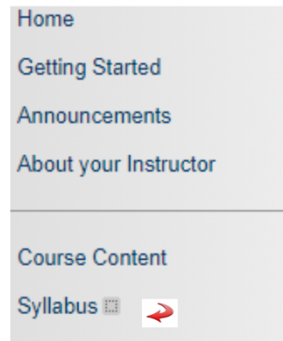 Home
Getting Started
Announcements
About your Instructor
Course Content
Syllabus